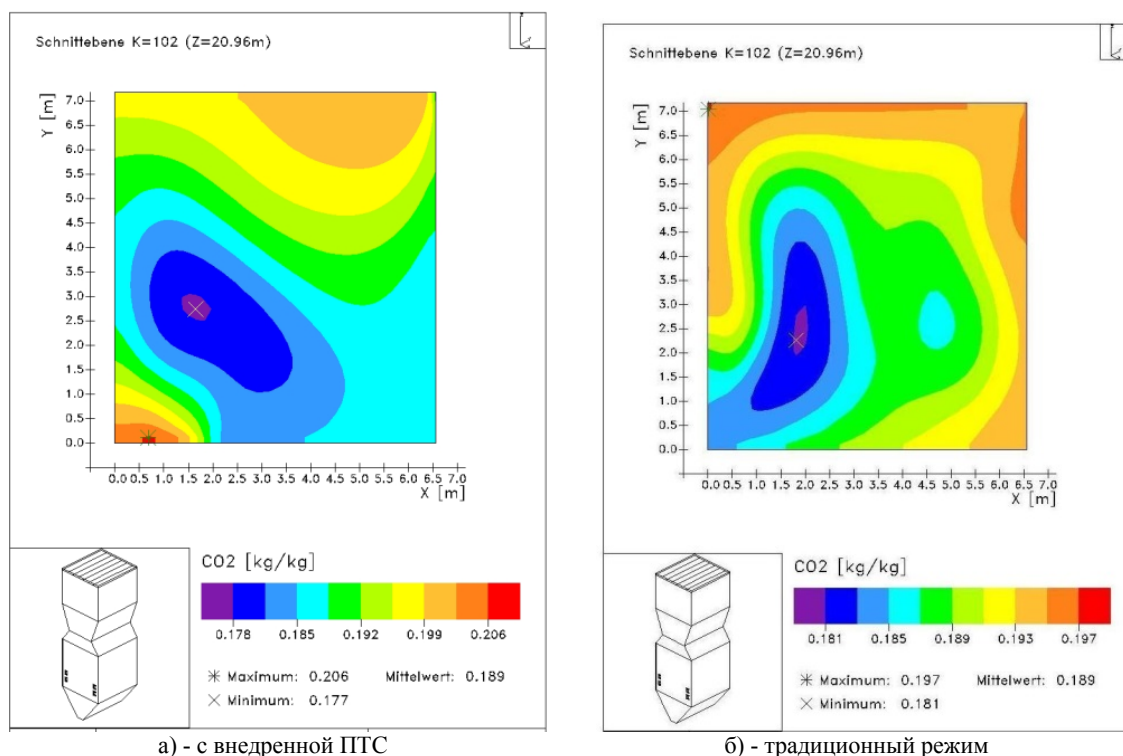 Schnittebene K=102 (Z=20.96m)
Y [m]
7.0
6.5
6.0
5.5
5.0
4.5
4.0
3.5
3.0
2.5
2.0
1.5
1.0
0.5
0.0
0.0 0.5 1.0 1.5 2.0 2.5 3.0 3.5 4.0 4.5 5.0 5.5 6.0 6.5 7.0
X [m]
CO2 [kg/kg]
0.178 0.185 0.192 0.199 0.206
Maximum: 0.206 Mittelwert: 0.189
Minimum: 0.177
а) - с внедренной ПТС
Schnittebene K=102 (Z=20.96m)
Y [m]
7.0
6.5
6.0
5.5
5.0
4.5
4.0
3.5
3.0
2.5
2.0
1.5
1.0
0.5
0.0
0.0 0.5 1.0 1.5 2.0 2.5 3.0 3.5 4.0 4.5 5.0 5.5 6.0 6.5 7.0
X [m]
CO2 [kg/kg]
0.181 0.185 0.189 0.193 0.197
Maximum: 0.197 Mittelwert: 0.189
Minimum: 0.181
б) - традиционный режим